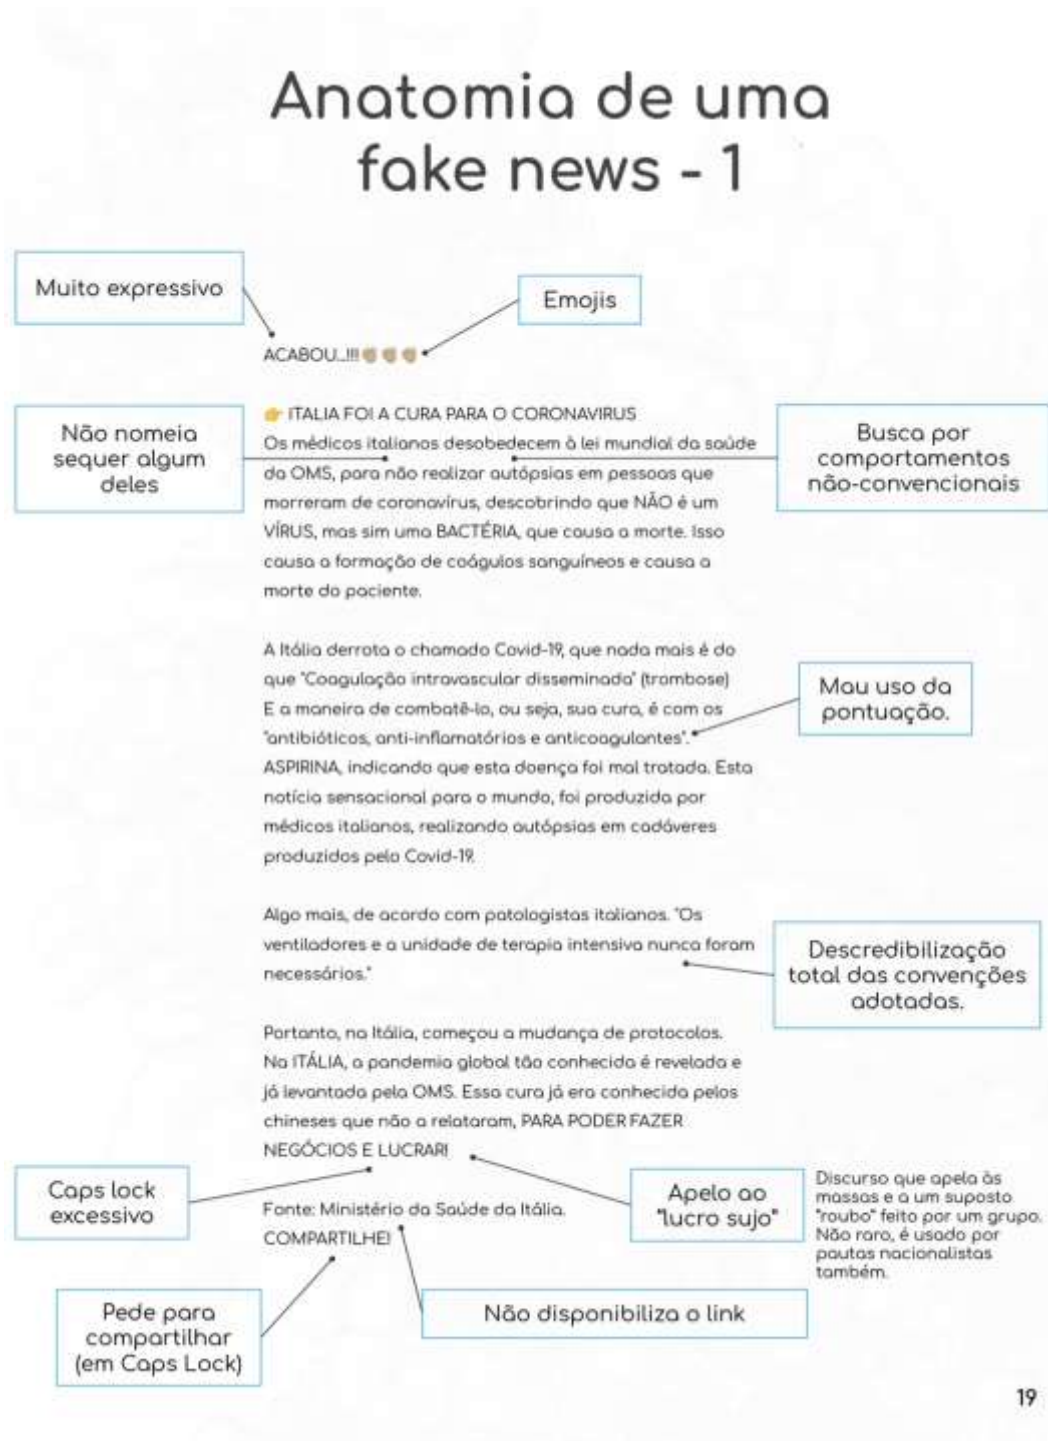 Anatomia de uma
fake news - 1
Muito expressivo
Emojis
ACABOU...!!!✊🏽✊🏽✊🏽
Não nomeia
sequer algum
deles
👉 ITALIA FOI A CURA PARA O CORONAVIRUS
Os médicos italianos desobedecem à lei mundial da saúde
da OMS, para não realizar autópsias em pessoas que
morreram de coronavírus, descobrindo que NÃO é um
VÍRUS, mas sim uma BACTÉRIA, que causa a morte. Isso
causa a formação de coágulos sanguíneos e causa a
morte do paciente.
Busca por
comportamentos
não-convencionais
A Itália derrota o chamado Covid-19, que nada mais é do
que "Coagulação intravascular disseminada" (trombose)
E a maneira de combatê-lo, ou seja, sua cura, é com os
"antibióticos, anti-inflamatórios e anticoagulantes".
ASPIRINA, indicando que esta doença foi mal tratada. Esta
notícia sensacional para o mundo, foi produzida por
médicos italianos, realizando autópsias em cadáveres
produzidos pelo Covid-19.
Mau uso da
pontuação.
Algo mais, de acordo com patologistas italianos. "Os
ventiladores e a unidade de terapia intensiva nunca foram
necessários."
Descredibilização
total das convenções
adotadas.
Portanto, na Itália, começou a mudança de protocolos.
Na ITÁLIA, a pandemia global tão conhecida é revelada e
já levantada pela OMS. Essa cura já era conhecida pelos
chineses que não a relataram, PARA PODER FAZER
NEGÓCIOS E LUCRAR!
Caps lock
excessivo
Apelo ao
"lucro sujo"
Discurso que apela às
massas e a um suposto
"roubo" feito por um grupo.
Não raro, é usado por
pautas nacionalistas
também.
Fonte: Ministério da Saúde da Itália.
COMPARTILHE!
Pede para
compartilhar
(em Caps Lock)
Não disponibiliza o link
19